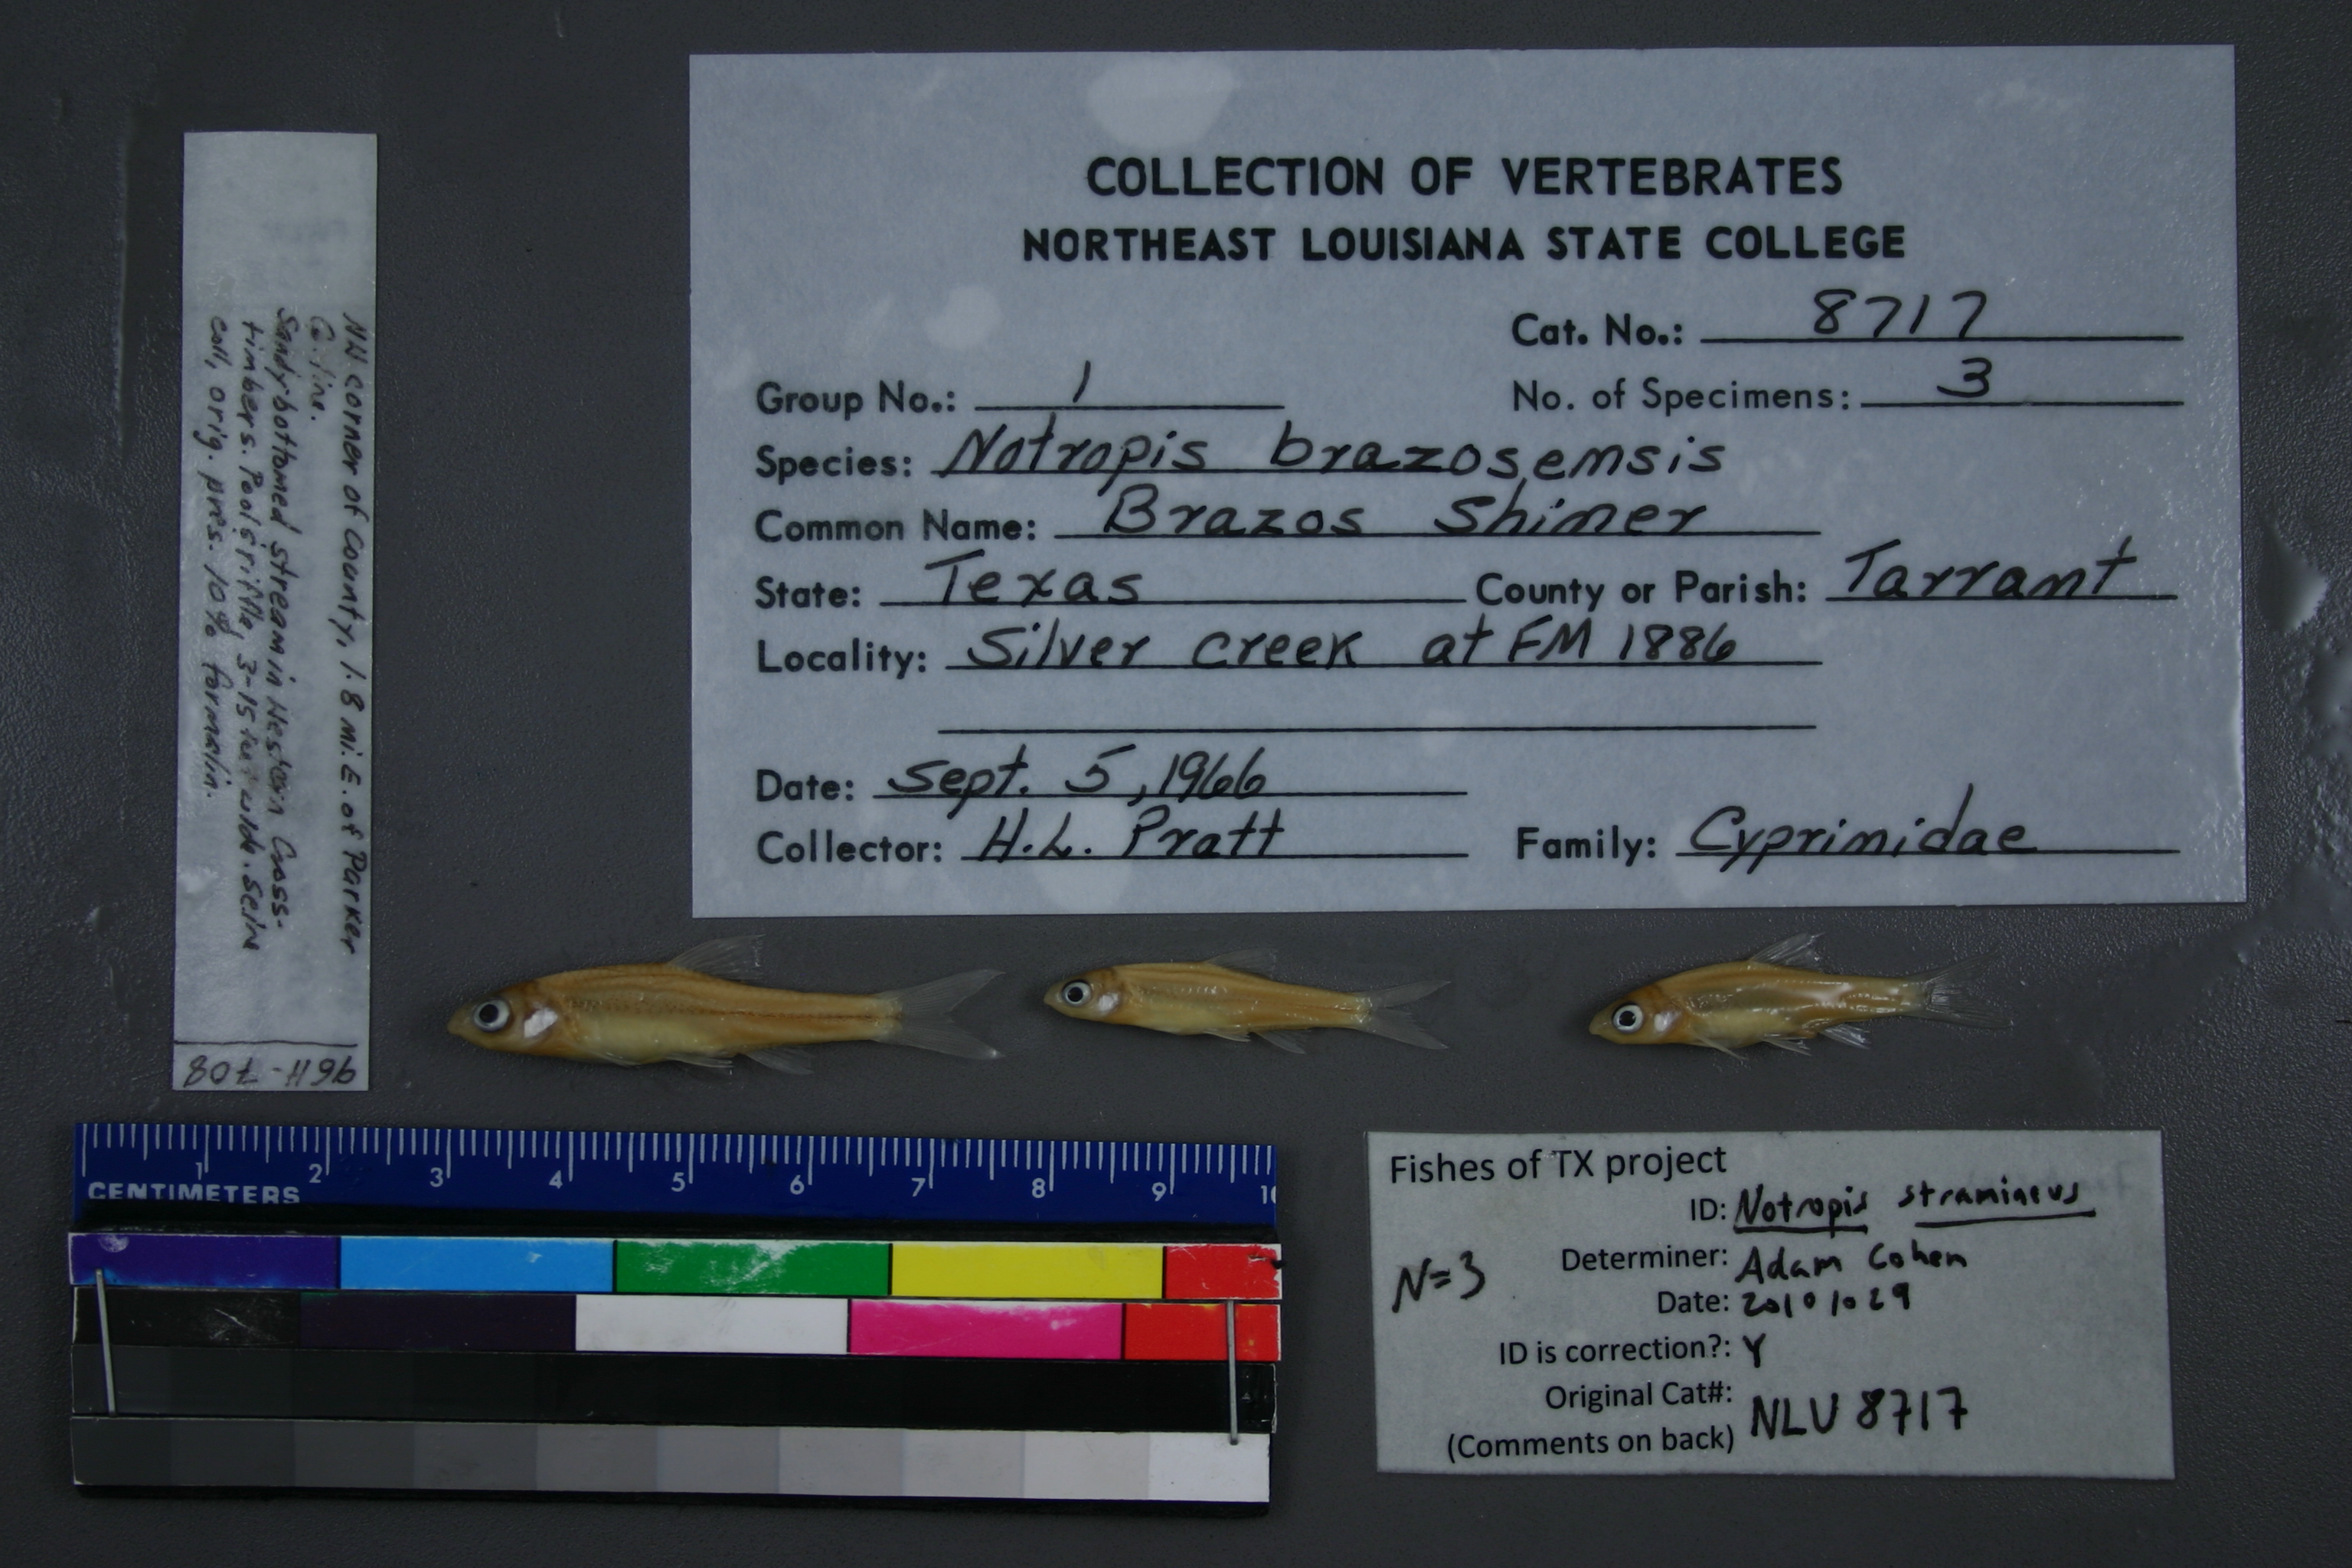 NW corner of County, 1.8 mi. E. of Parker
Co. line.
Sandy bottomed stream in Western Cross-
timbers. Pool & riffle, 3-15 wide. Seine
coll, orig. pres. 10% formalin.
COLLECTION OF VERTEBRATES
NORTHEAST LOUISIANA STATE COLLEGE
Cat. No.: 8717
Group No.: 1 No. of Specimens: 3
Species: Notropis brazosensis
Common Name: Brazos Shiner
State: Texas County or Parish: Tarrant
Locality: Silver creek at FM 1886
Date: Sept. 5, 1966
Collector: H.L. Pratt Family: Cyprinidae
CENTIMETERS
1 2 3 4 5 6 7 8 9
Fishes of TX project
ID: Notropis stramineus
N=3
Determiner: Adam Cohen
Date: 20101029
ID is correction?: Y
Original Cat#: NLU 8717
(Comments on back)